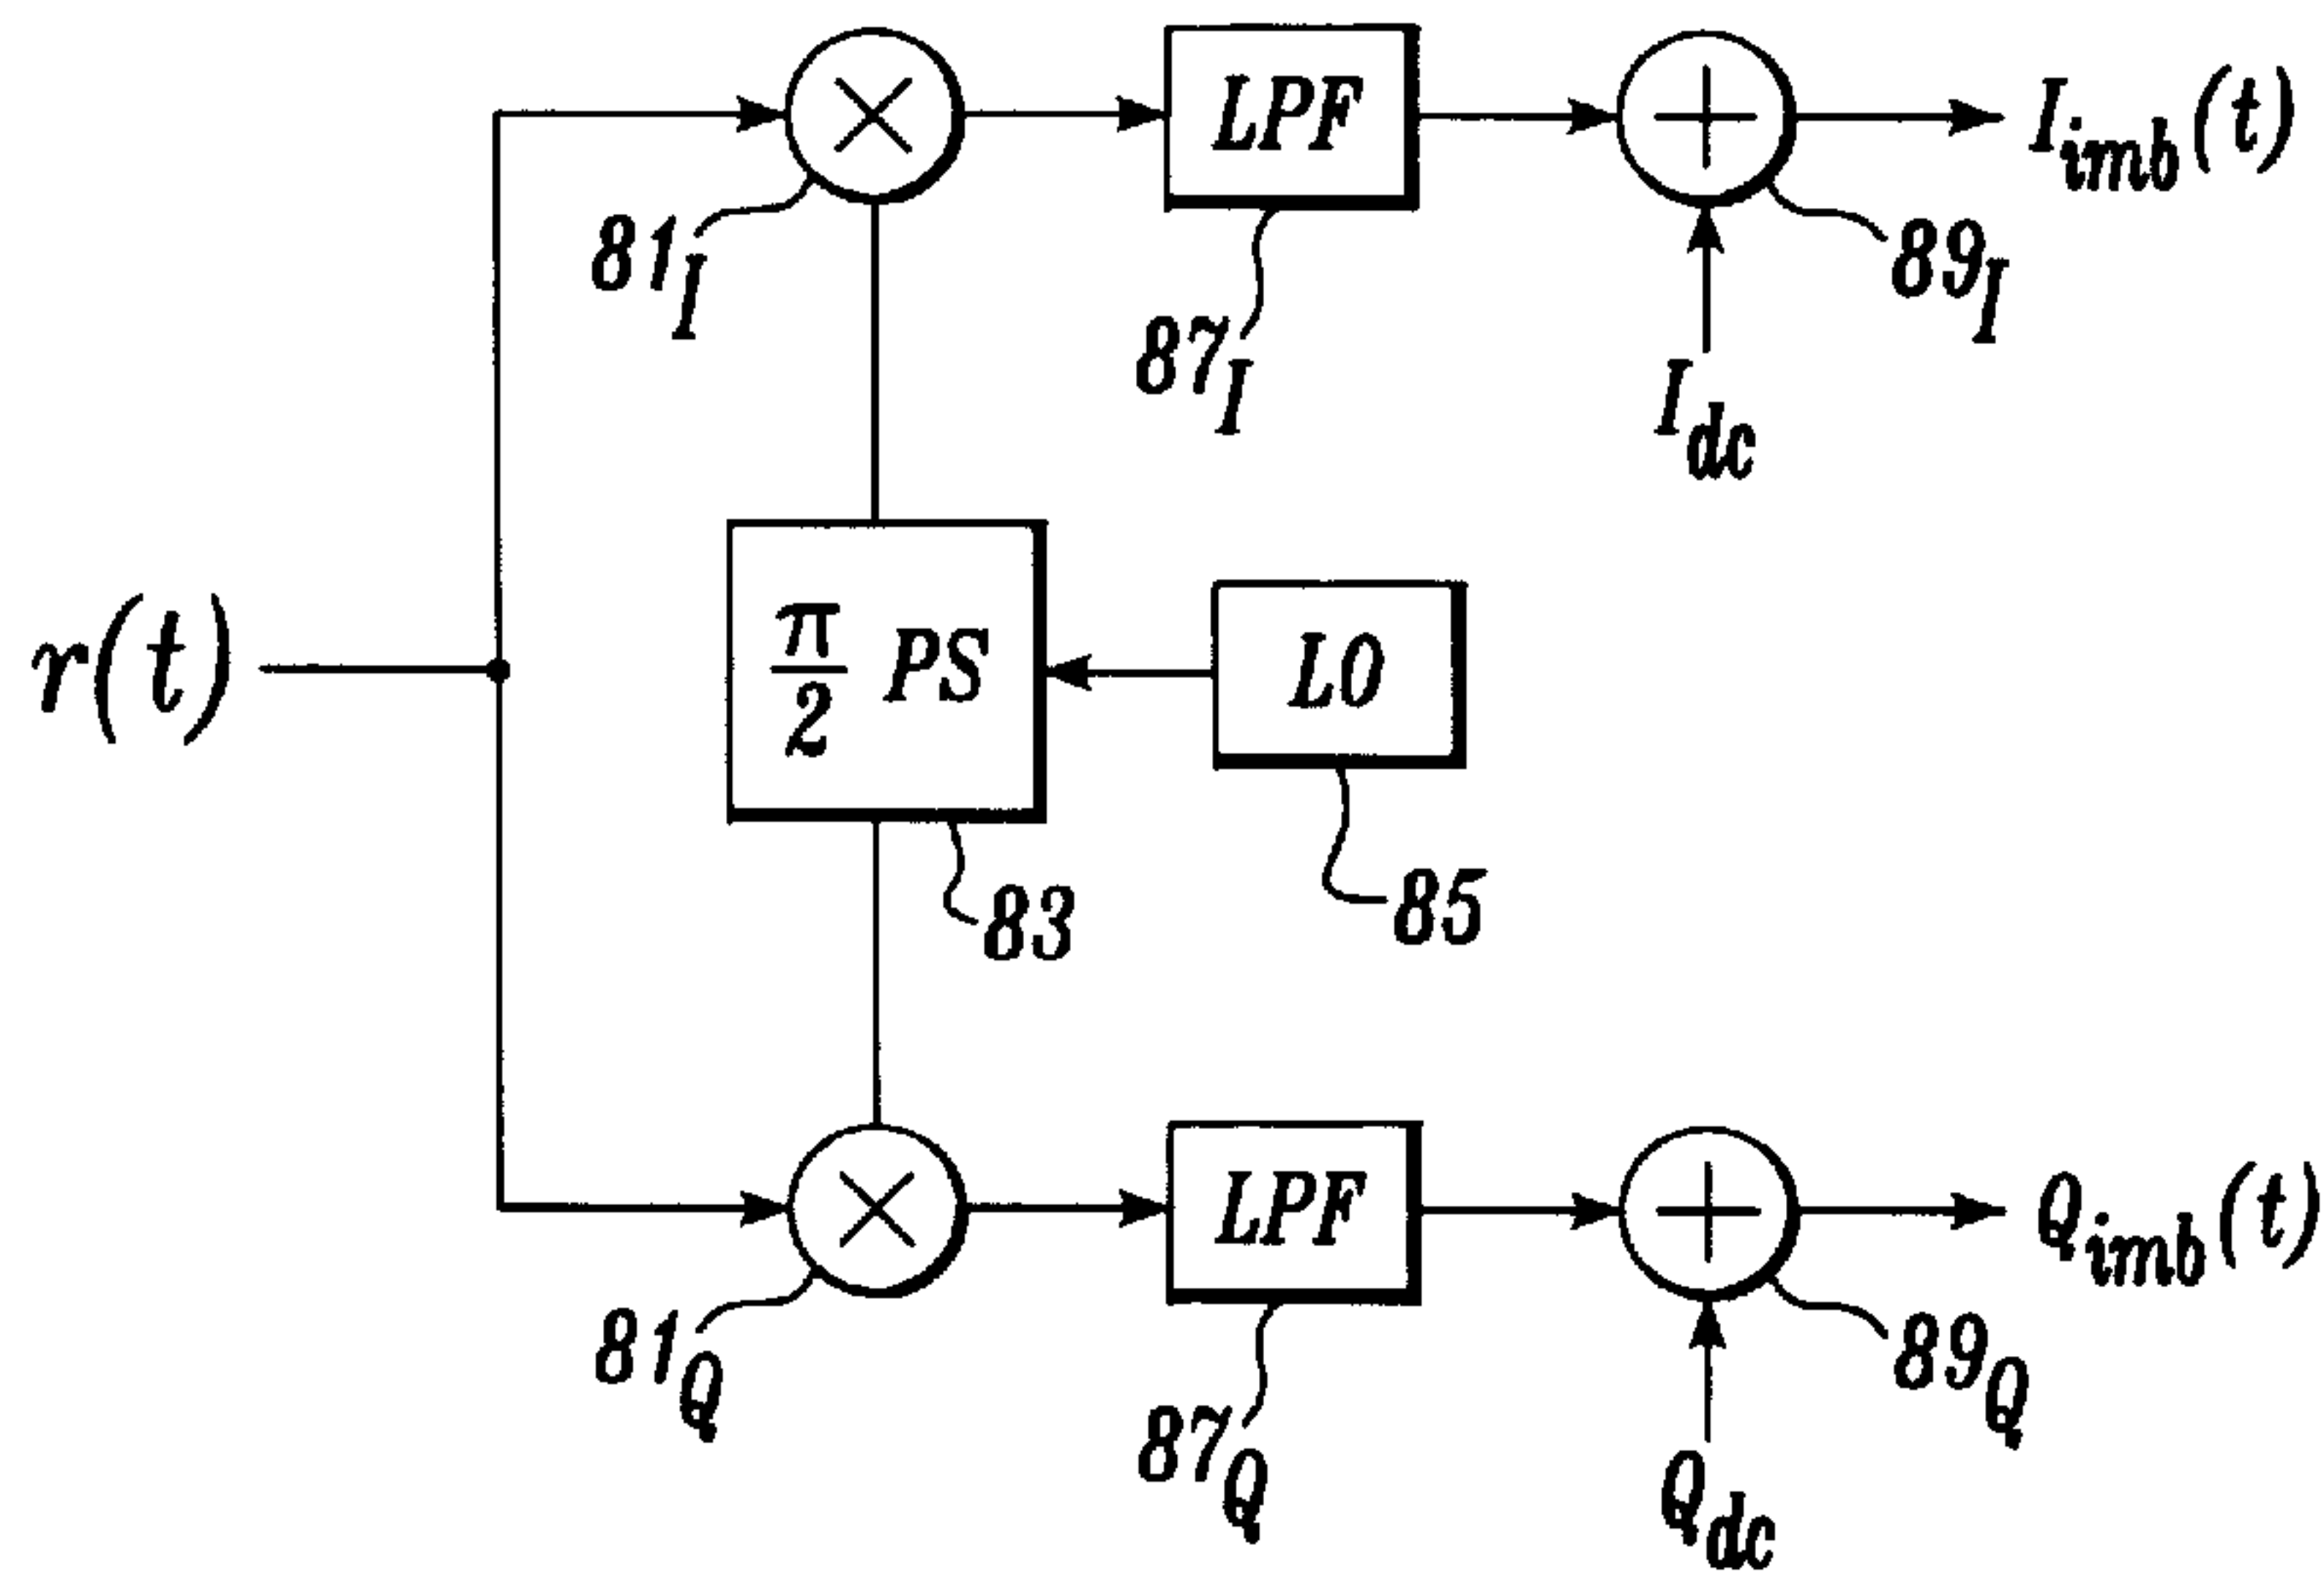 LPF
I_imb(t)
81_I
89_I
87_I
I_dc
r(t)
π/2 PS
LO
83
85
LPF
Q_imb(t)
81_Q
89_Q
87_Q
Q_dc